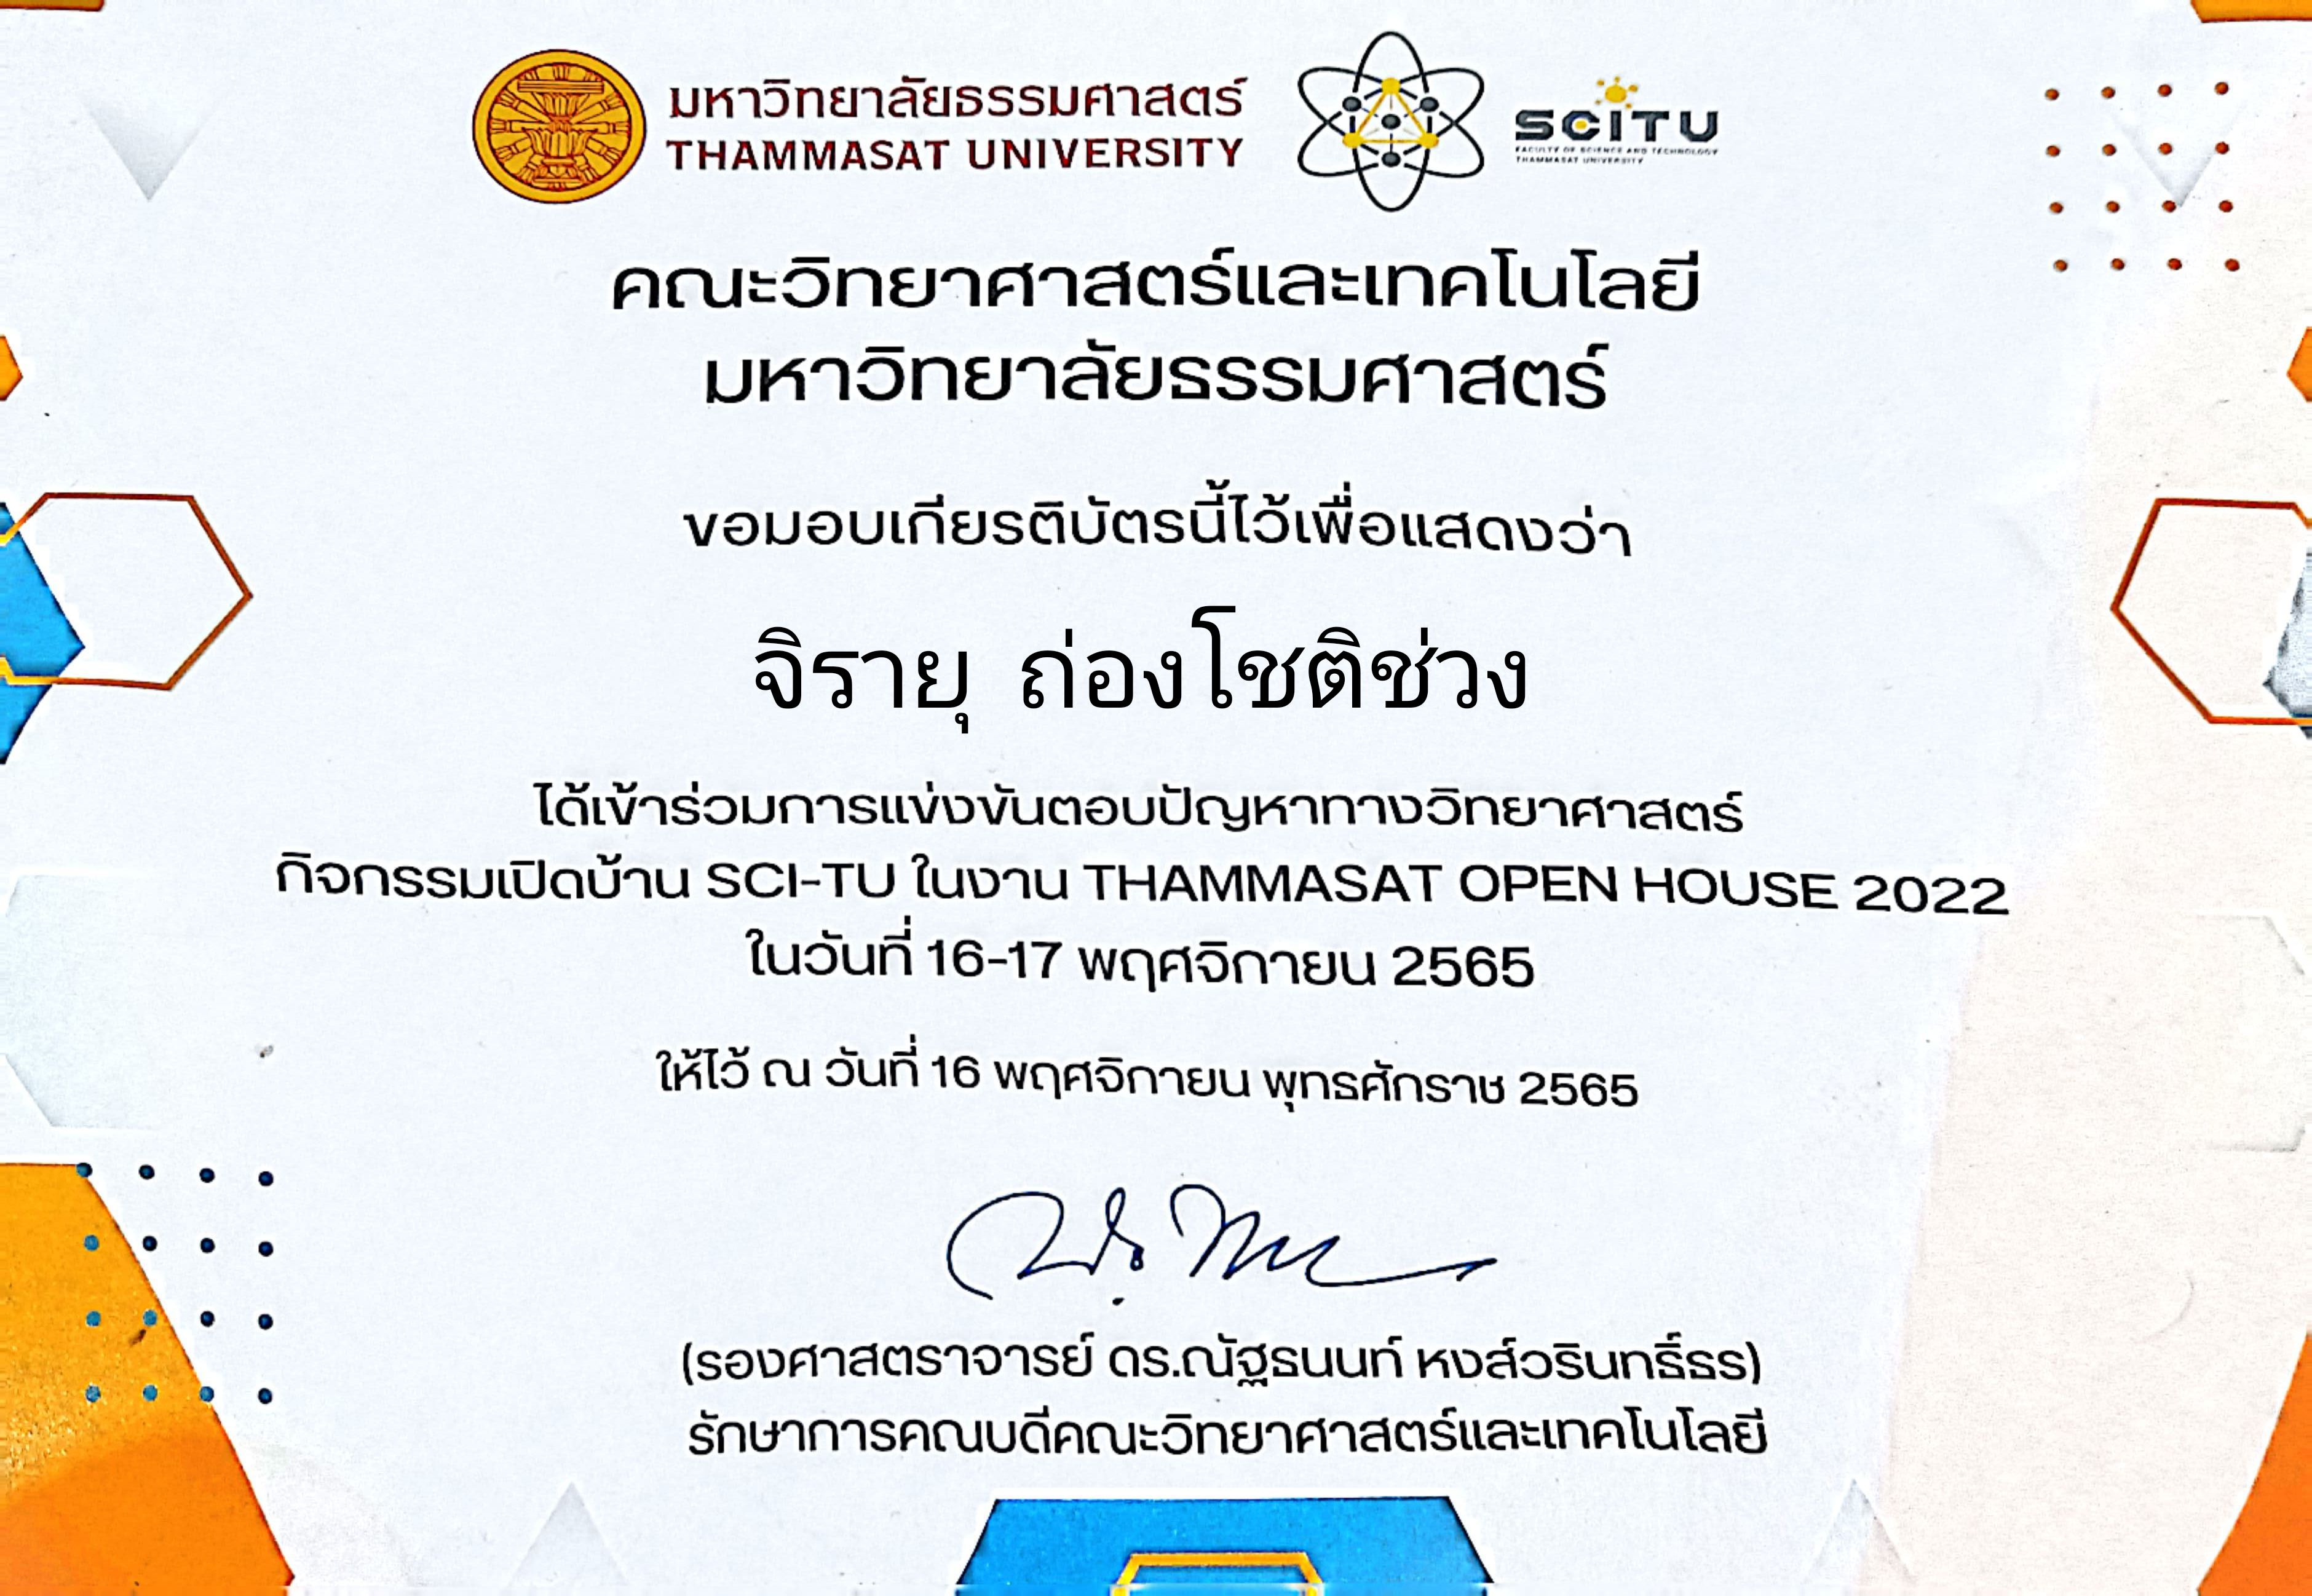 มหาวิทยาลัยธรรมศาสตร์
THAMMASAT UNIVERSITY
SCITU
FACULTY OF SCIENCE AND TECHNOLOGY
THAMMASAT UNIVERSITY
คณะวิทยาศาสตร์และเทคโนโลยี
มหาวิทยาลัยธรรมศาสตร์
ขอมอบเกียรติบัตรนี้ไว้เพื่อแสดงว่า
จิรายุ ถ่องโชติช่วง
ได้เข้าร่วมการแข่งขันตอบปัญหาทางวิทยาศาสตร์
กิจกรรมเปิดบ้าน SCI-TU ในงาน THAMMASAT OPEN HOUSE 2022
ในวันที่ 16-17 พฤศจิกายน 2565
ให้ไว้ ณ วันที่ 16 พฤศจิกายน พุทธศักราช 2565
(รองศาสตราจารย์ ดร.ณัฐธนนท์ หงส์วรินทธิ์ธร)
รักษาการคณบดีคณะวิทยาศาสตร์และเทคโนโลยี